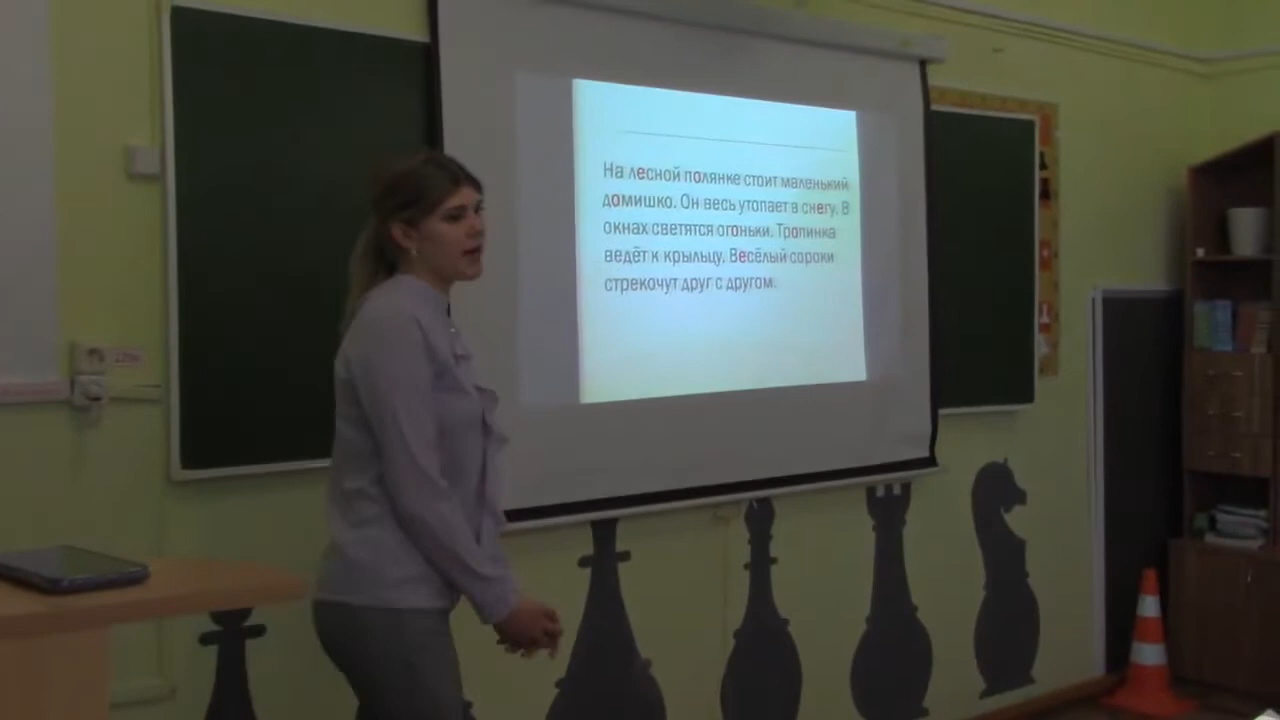 На лесной полянке стоит маленький
домишко. Он весь утопает в снегу. В
окнах светятся огоньки. Тропинка
ведёт к крыльцу. Весёлый сороки
стрекочут друг с другом.